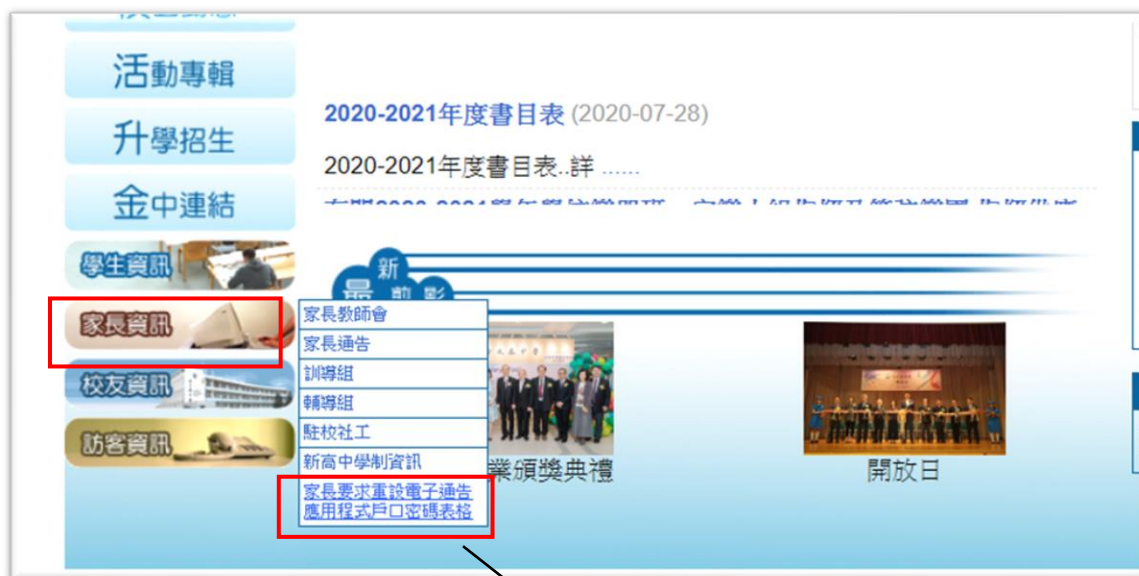 活動專輯
升學招生
金中連結
學生資訊
家長資訊
校友資訊
訪客資訊
2020-2021年度書目表 (2020-07-28)
2020-2021年度書目表..詳 ......
新
最 剪 影
家長教師會
家長通告
訓導組
輔導組
駐校社工
新高中學制資訊
家長要求重設電子通告
應用程式戶口密碼表格
業頒獎典禮
開放日